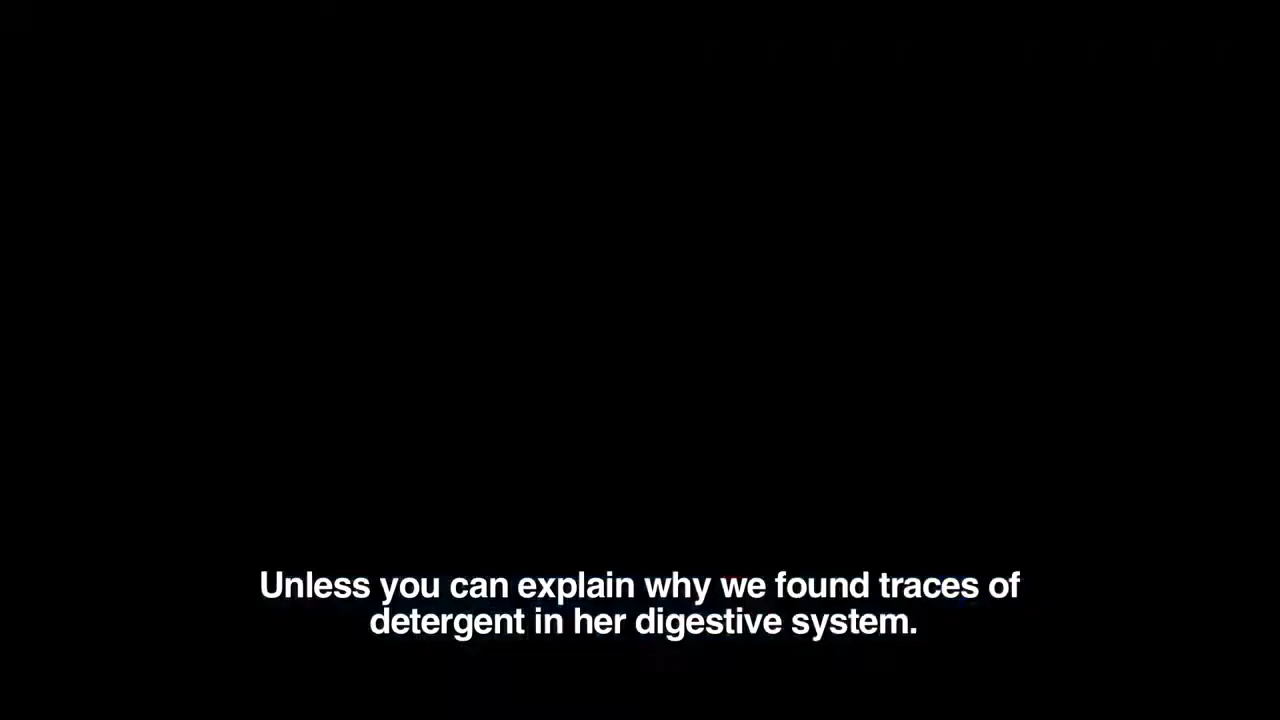 Unless you can explain why we found traces of
detergent in her digestive system.